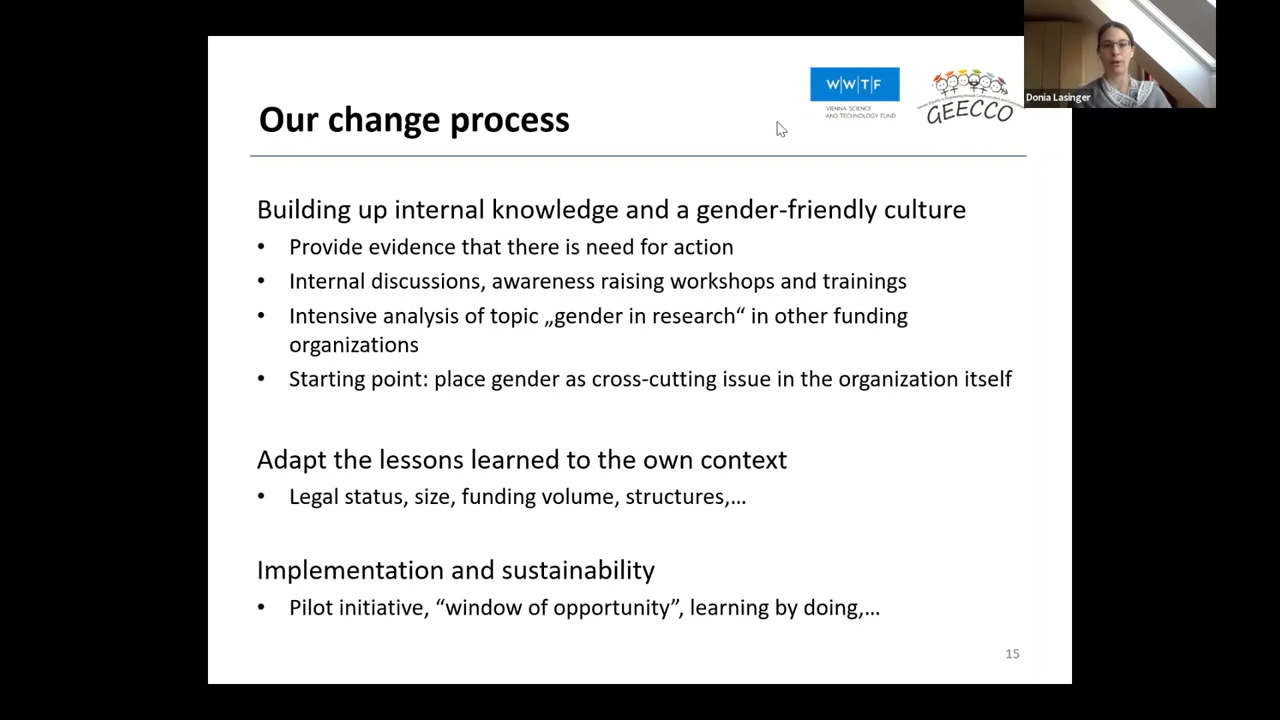 Our change process
W|W|T|F
VIENNA SCIENCE
AND TECHNOLOGY FUND
GEECCO
Donia Lasinger
Building up internal knowledge and a gender-friendly culture
• Provide evidence that there is need for action
• Internal discussions, awareness raising workshops and trainings
• Intensive analysis of topic „gender in research“ in other funding
organizations
• Starting point: place gender as cross-cutting issue in the organization itself
Adapt the lessons learned to the own context
• Legal status, size, funding volume, structures,…
Implementation and sustainability
• Pilot initiative, “window of opportunity”, learning by doing,…
15